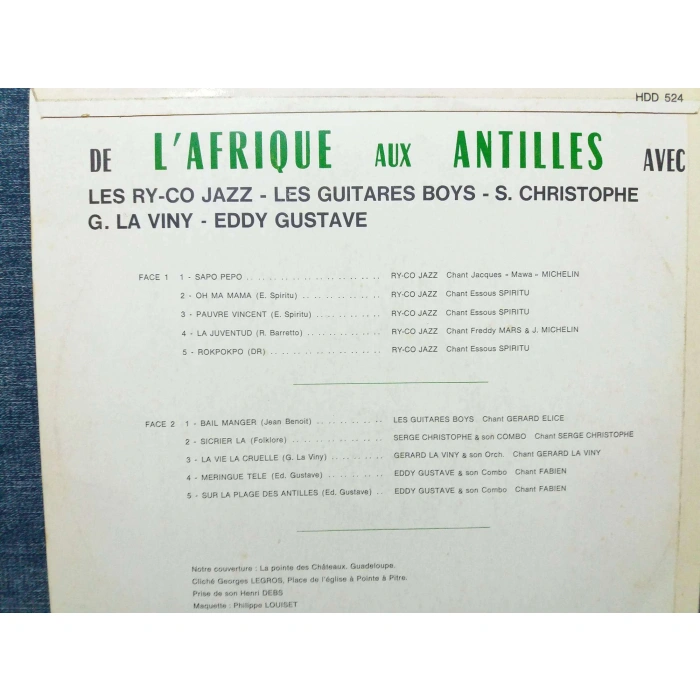 HDD 524
DE L'AFRIQUE AUX ANTILLES AVEC
LES RY-CO JAZZ - LES GUITARES BOYS - S. CHRISTOPHE
G. LA VINY - EDDY GUSTAVE
FACE 1 1 - SAPO PEPO .................... RY-CO JAZZ Chant Jacques « Mawa » MICHELIN
2 - OH MA MAMA (E. Spiritu) .................... RY-CO JAZZ Chant Essous SPIRITU
3 - PAUVRE VINCENT (E. Spiritu) .................... RY-CO JAZZ Chant Essous SPIRITU
4 - LA JUVENTUD (R. Barretto) .................... RY-CO JAZZ Chant Freddy MARS & J. MICHELIN
5 - ROKPOKPO (DR) .................... RY-CO JAZZ Chant Essous SPIRITU
FACE 2 1 - BAIL MANGER (Jean Benoit) ............ LES GUITARES BOYS Chant GERARD ELICE
2 - SICRIER LA (Folklore) ............ SERGE CHRISTOPHE & son COMBO Chant SERGE CHRISTOPHE
3 - LA VIE LA CRUELLE (G. La Viny) .......... GERARD LA VINY & son Orch. Chant GERARD LA VINY
4 - MERINGUE TELE (Ed. Gustave) .......... EDDY GUSTAVE & son Combo Chant FABIEN
5 - SUR LA PLAGE DES ANTILLES (Ed. Gustave) .. EDDY GUSTAVE & son Combo Chant FABIEN
Notre couverture : La pointe des Châteaux. Guadeloupe.
Cliché Georges LEGROS, Place de l'église à Pointe à Pitre.
Prise de son Henri DEBS
Maquette : Philippe LOUISET